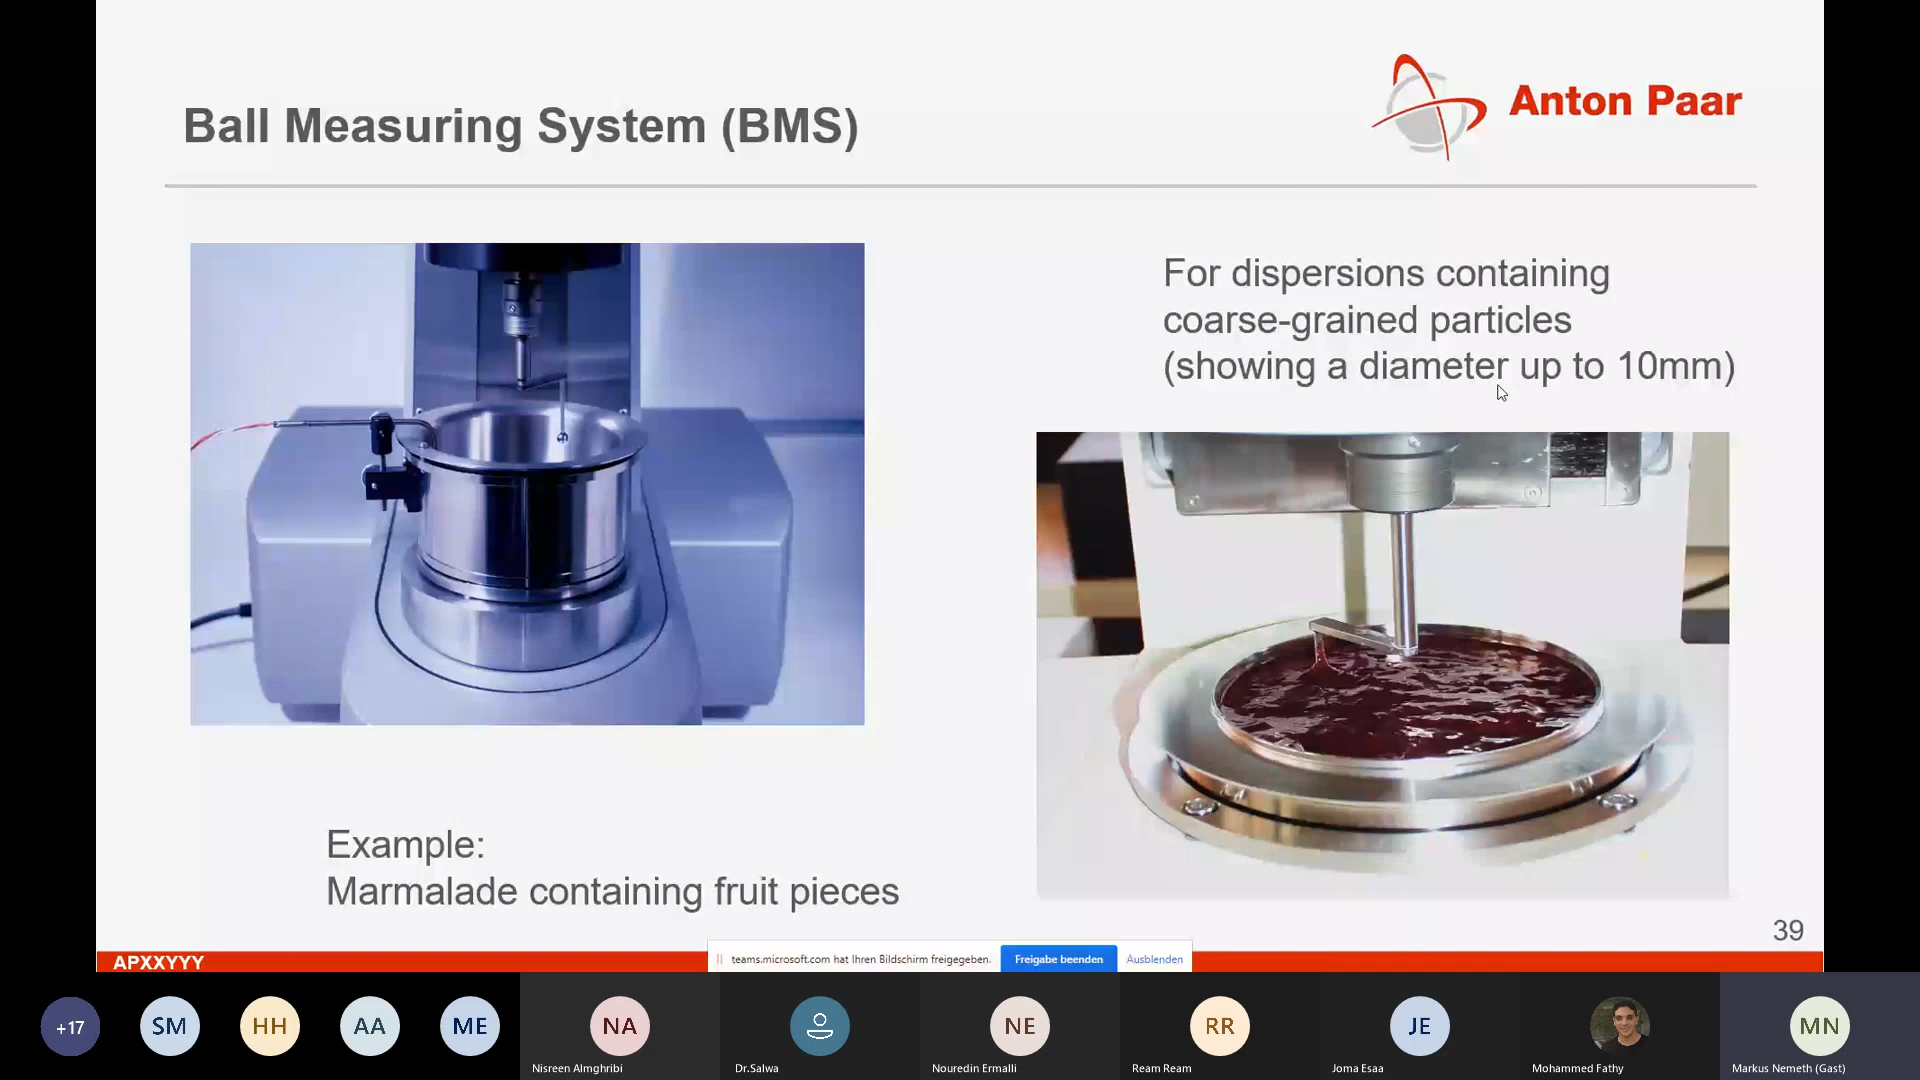 Ball Measuring System (BMS)
Anton Paar
For dispersions containing
coarse-grained particles
(showing a diameter up to 10mm)
Example:
Marmalade containing fruit pieces
39
APXXYYY
teams.microsoft.com hat Ihren Bildschirm freigegeben.
Freigabe beenden
Ausblenden
+17
SM
HH
AA
ME
NA
NE
RR
JE
MN
Nisreen Almghribi
Dr.Salwa
Nouredin Ermalli
Ream Ream
Joma Esaa
Mohammed Fathy
Markus Nemeth (Gast)